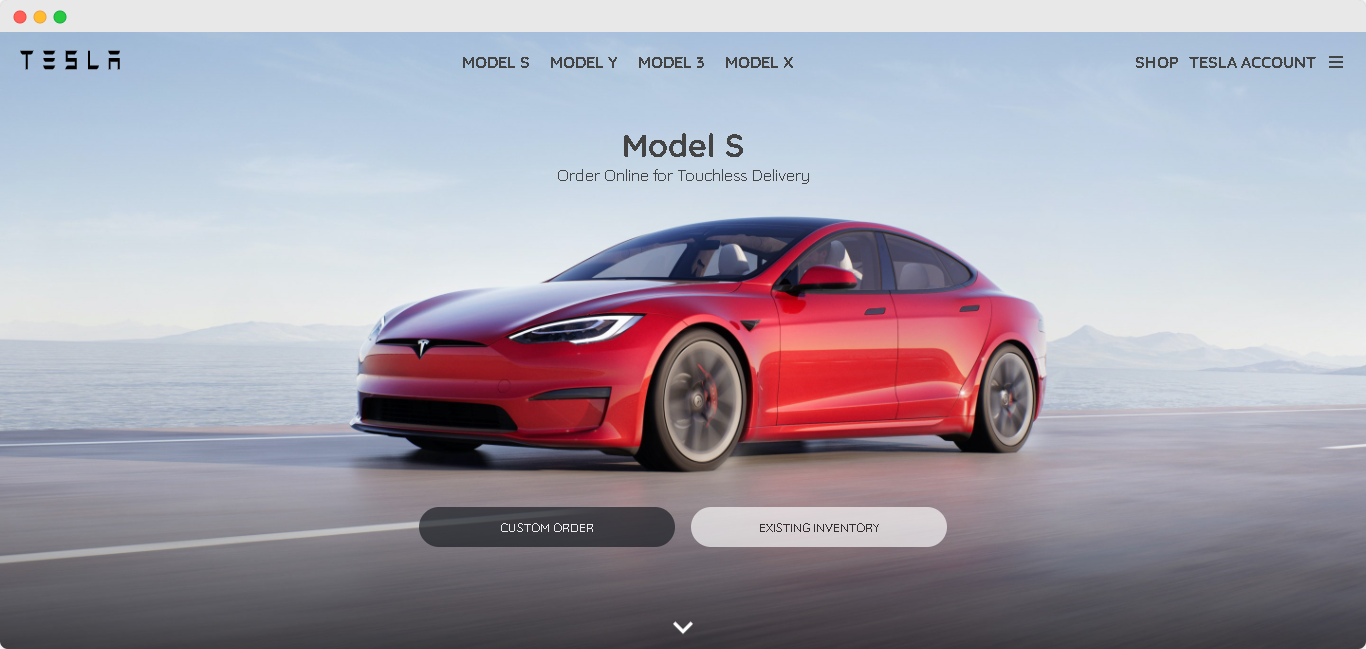 TESLA
MODEL S MODEL Y MODEL 3 MODEL X
SHOP TESLA ACCOUNT
Model S
Order Online for Touchless Delivery
CUSTOM ORDER
EXISTING INVENTORY